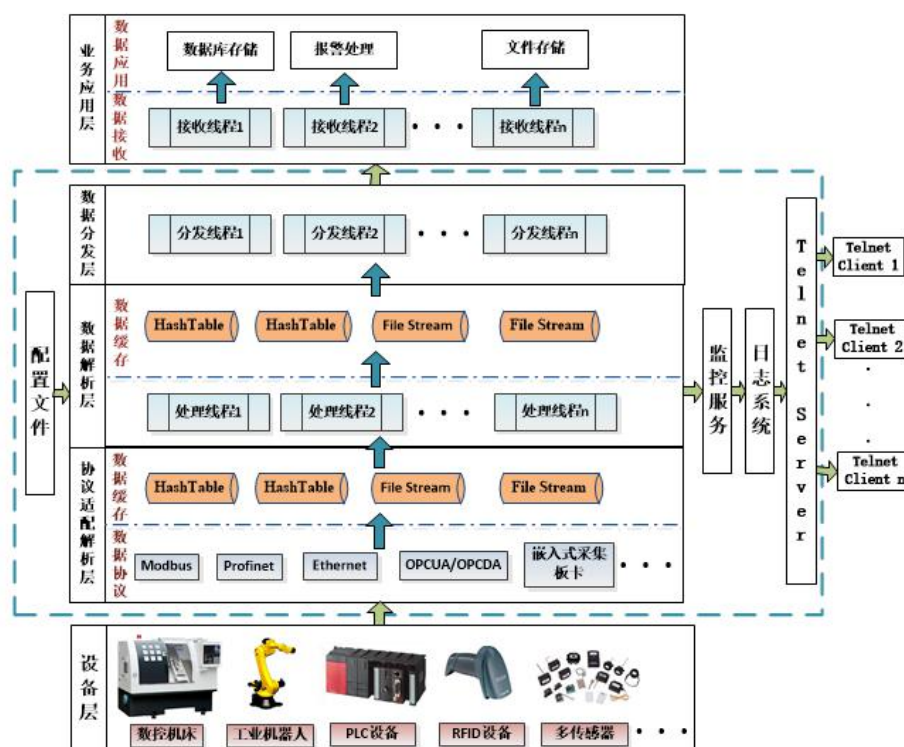 业务应用层
数据应用
数据库存储
报警处理
文件存储
数据接收
接收线程1
接收线程2
• • •
接收线程n
数据分发层
分发线程1
分发线程2
• • •
分发线程n
配置文件
数据解析层
数据缓存
HashTable
HashTable
File Stream
File Stream
处理线程1
处理线程2
• • •
处理线程n
协议适配解析层
数据缓存
HashTable
HashTable
File Stream
File Stream
数据协议
Modbus
Profinet
Ethernet
OPCUA/OPCDA
嵌入式采集
板卡
• • • •
监控服务
日志系统
Telnet Server
Telnet
Client 1
Telnet
Client 2
.
.
.
Telnet
Client m
设备层
数控机床
工业机器人
PLC设备
RFID设备
多传感器
• • • •